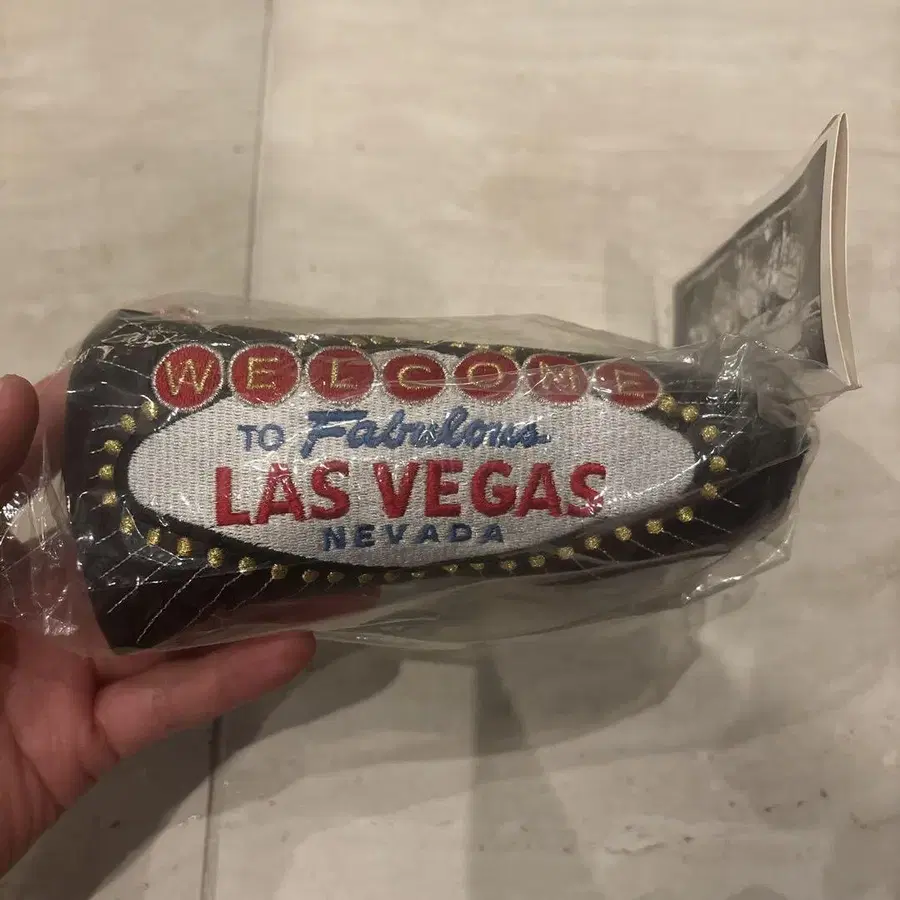 WELCOME
TO Fabulous
LAS VEGAS
NEVADA